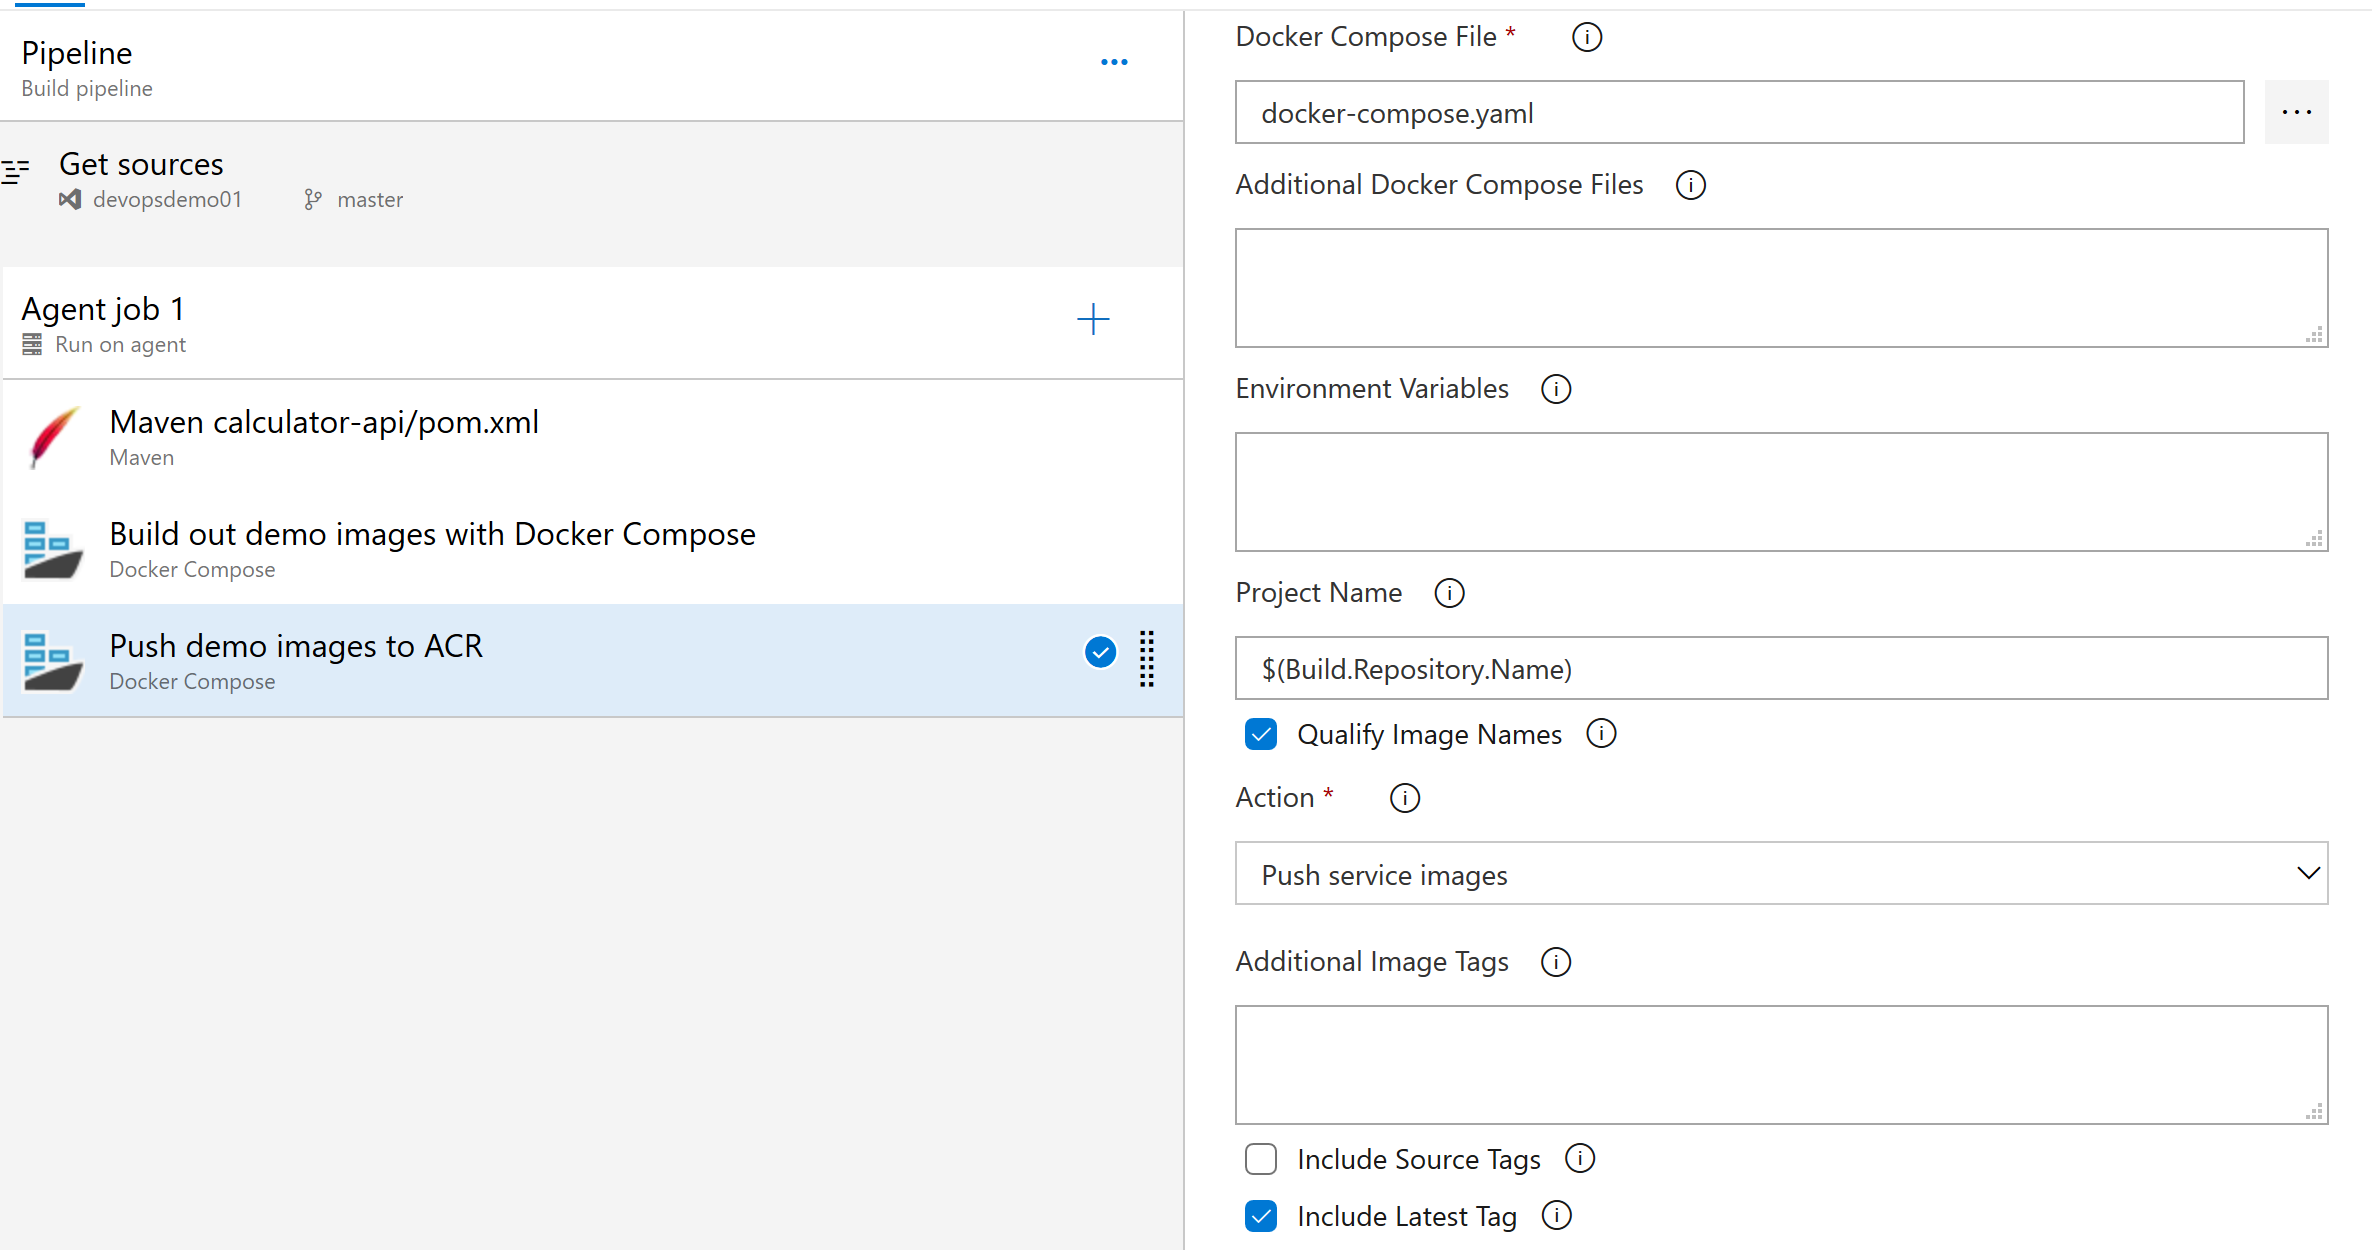 Pipeline
Build pipeline
Get sources
devopsdemo01 master
Agent job 1
Run on agent
Maven calculator-api/pom.xml
Maven
Build out demo images with Docker Compose
Docker Compose
Push demo images to ACR
Docker Compose
Docker Compose File *
docker-compose.yaml
Additional Docker Compose Files
Environment Variables
Project Name
$(Build.Repository.Name)
Qualify Image Names
Action *
Push service images
Additional Image Tags
Include Source Tags
Include Latest Tag